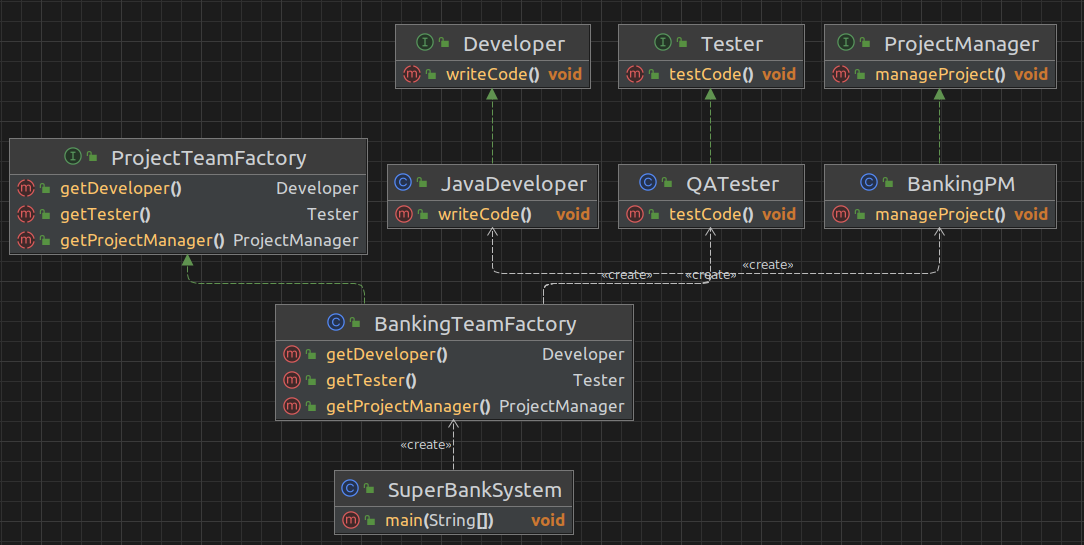 Developer
writeCode() void
Tester
testCode() void
ProjectManager
manageProject() void
ProjectTeamFactory
getDeveloper() Developer
getTester() Tester
getProjectManager() ProjectManager
JavaDeveloper
writeCode() void
QATester
testCode() void
BankingPM
manageProject() void
«create»
«create»
«create»
BankingTeamFactory
getDeveloper() Developer
getTester() Tester
getProjectManager() ProjectManager
«create»
SuperBankSystem
main(String[]) void